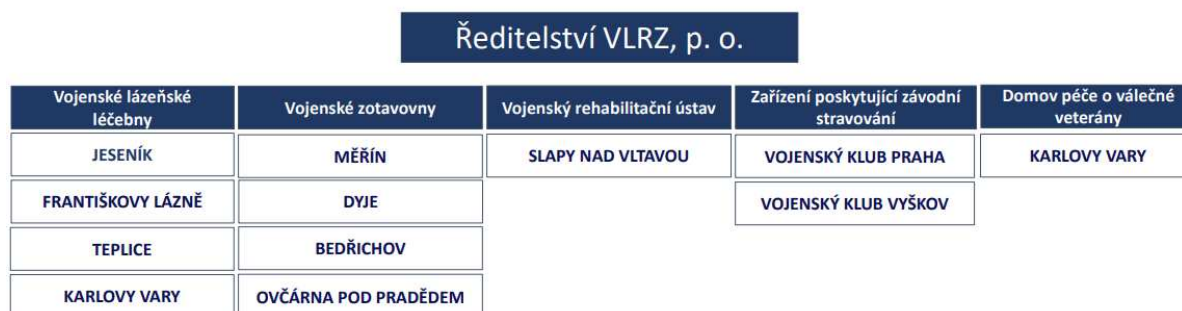 Ředitelství VLRZ, p. o.
Vojenské lázeňské
léčebny
JESENÍK
FRANTIŠKOVY LÁZNĚ
TEPLICE
KARLOVY VARY
Vojenské zotavovny
MĚŘÍN
DYJE
BEDŘICHOV
OVČÁRNA POD PRADĚDEM
Vojenský rehabilitační ústav
SLAPY NAD VLTAVOU
Zařízení poskytující závodní
stravování
VOJENSKÝ KLUB PRAHA
VOJENSKÝ KLUB VYŠKOV
Domov péče o válečné
veterány
KARLOVY VARY